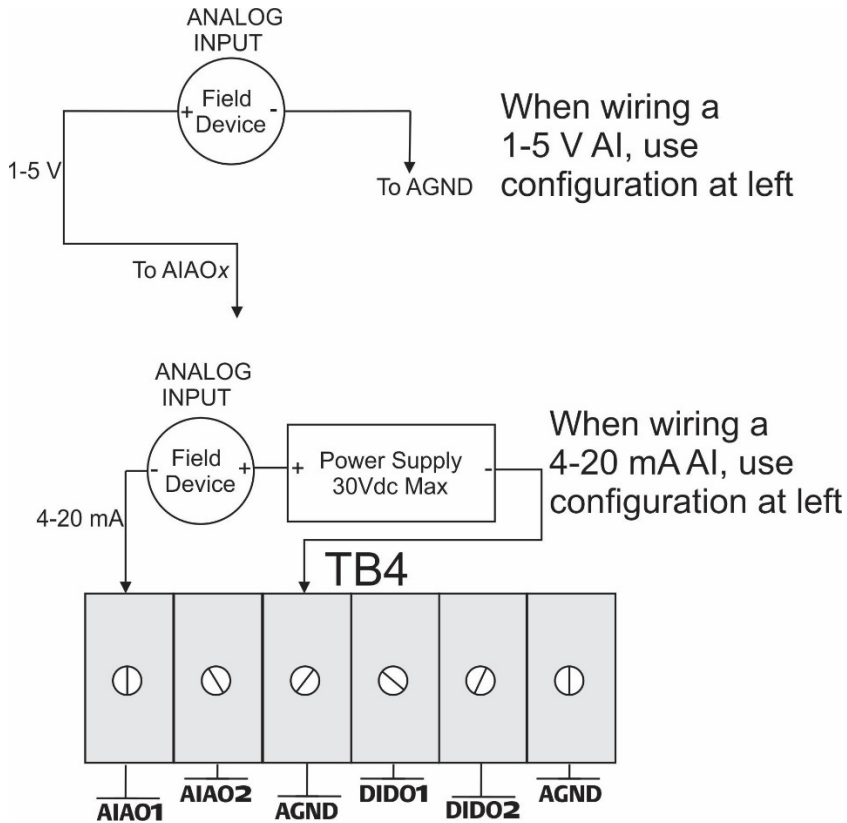 ANALOG
INPUT
+ Field -
Device
When wiring a
1-5 V AI, use
configuration at left
1-5 V
To AGND
To AIAOx
ANALOG
INPUT
- Field +
Device
+ Power Supply -
30Vdc Max
When wiring a
4-20 mA AI, use
configuration at left
4-20 mA
TB4
AIAO1
AIAO2
AGND
DIDO1
DIDO2
AGND